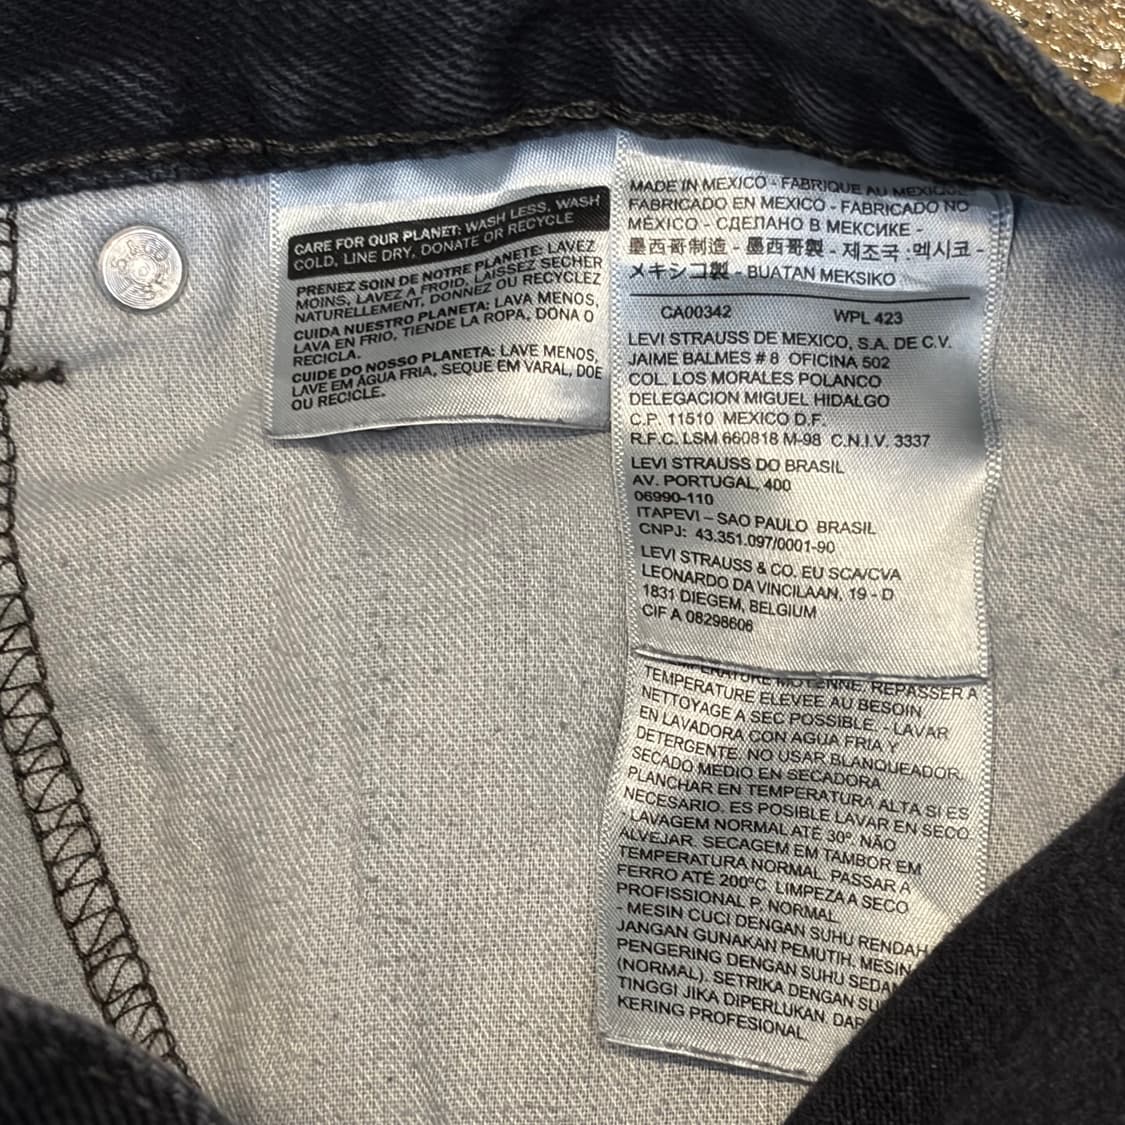 CARE FOR OUR PLANET: WASH LESS, WASH
COLD, LINE DRY, DONATE OR RECYCLE
PRENEZ SOIN DE NOTRE PLANETE: LAVEZ
MOINS, LAVEZ A FROID, LAISSEZ SECHER
NATURELLEMENT, DONNEZ OU RECYCLEZ
CUIDA NUESTRO PLANETA: LAVA MENOS,
LAVA EN FRIO, TIENDE LA ROPA, DONA O
RECICLA.
CUIDE DO NOSSO PLANETA: LAVE MENOS,
LAVE EM ÁGUA FRIA, SEQUE EM VARAL, DOE
OU RECICLE.
MADE IN MEXICO - FABRIQUE AU MEXIQUE
FABRICADO EN MEXICO - FABRICADO NO
MÉXICO - СДЕЛАНО В МЕКСИКЕ -
墨西哥制造 - 墨西哥製 - 제조국 :멕시코 -
メキシコ製 - BUATAN MEKSIKO
CA00342 WPL 423
LEVI STRAUSS DE MEXICO, S.A. DE C.V.
JAIME BALMES # 8 OFICINA 502
COL. LOS MORALES POLANCO
DELEGACION MIGUEL HIDALGO
C.P. 11510 MEXICO D.F.
R.F.C. LSM 660818 M-98 C.N.I.V. 3337
LEVI STRAUSS DO BRASIL
AV. PORTUGAL, 400
06990-110
ITAPEVI – SAO PAULO BRASIL
CNPJ: 43.351.097/0001-90
LEVI STRAUSS & CO. EU SCA/CVA
LEONARDO DA VINCILAAN, 19 - D
1831 DIEGEM, BELGIUM
CIF A 08298606
MOYENNE. REPASSER A
TEMPERATURE ELEVEE AU BESOIN
NETTOYAGE A SEC POSSIBLE. - LAVAR
EN LAVADORA CON AGUA FRIA Y
DETERGENTE. NO USAR BLANQUEADOR.
SECADO MEDIO EN SECADORA.
PLANCHAR EN TEMPERATURA ALTA SI ES
NECESARIO. ES POSIBLE LAVAR EN SECO.
- LAVAGEM NORMAL ATÉ 30º. NÃO
ALVEJAR. SECAGEM EM TAMBOR EM
TEMPERATURA NORMAL. PASSAR A
FERRO ATÉ 200ºC. LIMPEZA A SECO
PROFISSIONAL P, NORMAL.
- MESIN CUCI DENGAN SUHU RENDAH
JANGAN GUNAKAN PEMUTIH. MESIN
PENGERING DENGAN SUHU SEDAN
(NORMAL). SETRIKA DENGAN SU
TINGGI JIKA DIPERLUKAN. DAP
KERING PROFESIONAL.